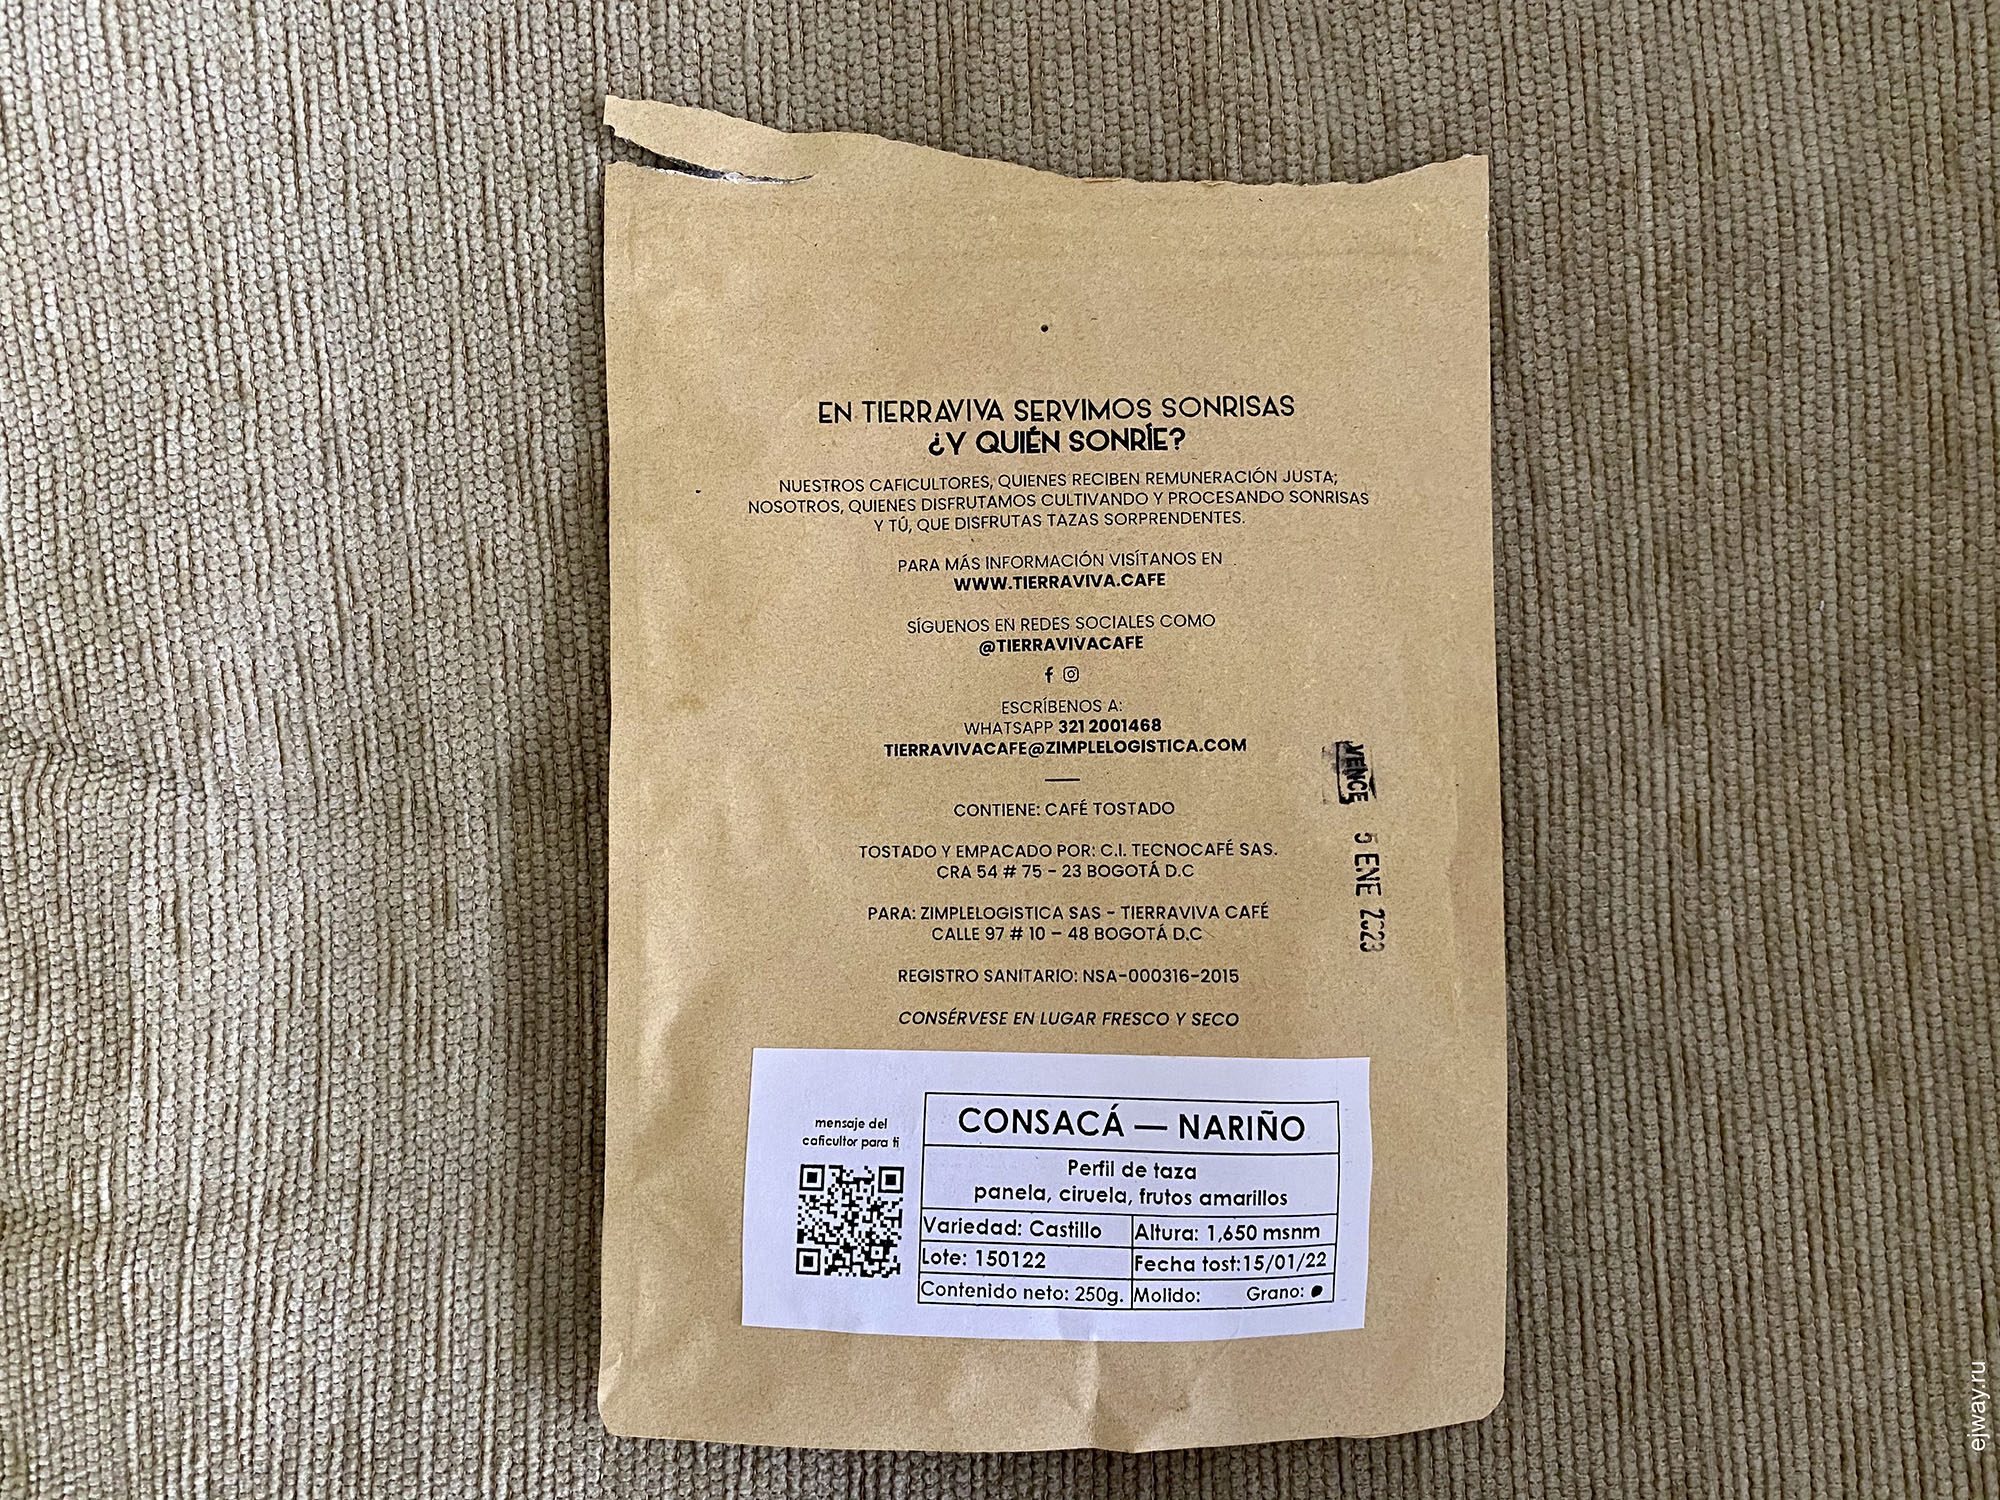 EN TIERRAVIVA SERVIMOS SONRISAS
¿Y QUIÉN SONRÍE?
NUESTROS CAFICULTORES, QUIENES RECIBEN REMUNERACIÓN JUSTA;
NOSOTROS, QUIENES DISFRUTAMOS CULTIVANDO Y PROCESANDO SONRISAS
Y TÚ, QUE DISFRUTAS TAZAS SORPRENDENTES.
PARA MÁS INFORMACIÓN VISÍTANOS EN
WWW.TIERRAVIVA.CAFE
SÍGUENOS EN REDES SOCIALES COMO
@TIERRAVIVACAFE
ESCRÍBENOS A:
WHATSAPP 321 2001468
TIERRAVIVACAFE@ZIMPLELOGISTICA.COM
CONTIENE: CAFÉ TOSTADO
TOSTADO Y EMPACADO POR: C.I. TECNOCAFÉ SAS.
CRA 54 # 75 - 23 BOGOTÁ D.C
PARA: ZIMPLELOGISTICA SAS - TIERRAVIVA CAFÉ
CALLE 97 # 10 – 48 BOGOTÁ D.C
REGISTRO SANITARIO: NSA-000316-2015
CONSÉRVESE EN LUGAR FRESCO Y SECO
VENCE 5 ENE 2023
mensaje del
caficultor para ti
CONSACÁ — NARIÑO
Perfil de taza
panela, ciruela, frutos amarillos
Variedad: Castillo Altura: 1,650 msnm
Lote: 150122 Fecha tost:15/01/22
Contenido neto: 250g. Molido: Grano:
ejway.ru